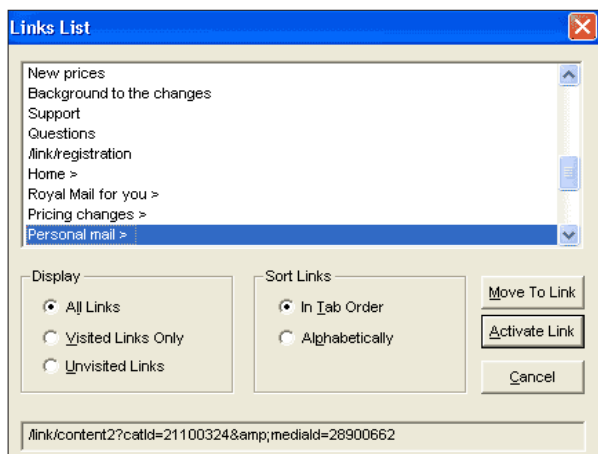 Links List
New prices
Background to the changes
Support
Questions
/link/registration
Home >
Royal Mail for you >
Pricing changes >
Personal mail >
Display
All Links
Visited Links Only
Unvisited Links
Sort Links
In Tab Order
Alphabetically
Move To Link
Activate Link
Cancel
/link/content2?catId=21100324&amp;mediaId=28900662